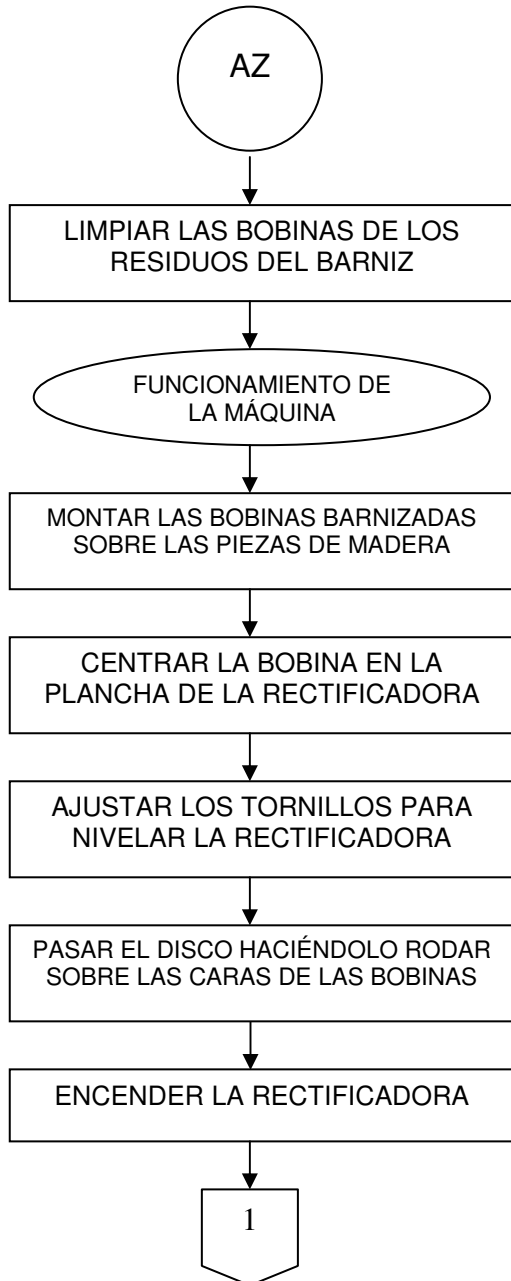 AZ
LIMPIAR LAS BOBINAS DE LOS
RESIDUOS DEL BARNIZ
FUNCIONAMIENTO DE
LA MÁQUINA
MONTAR LAS BOBINAS BARNIZADAS
SOBRE LAS PIEZAS DE MADERA
CENTRAR LA BOBINA EN LA
PLANCHA DE LA RECTIFICADORA
AJUSTAR LOS TORNILLOS PARA
NIVELAR LA RECTIFICADORA
PASAR EL DISCO HACIÉNDOLO RODAR
SOBRE LAS CARAS DE LAS BOBINAS
ENCENDER LA RECTIFICADORA
1